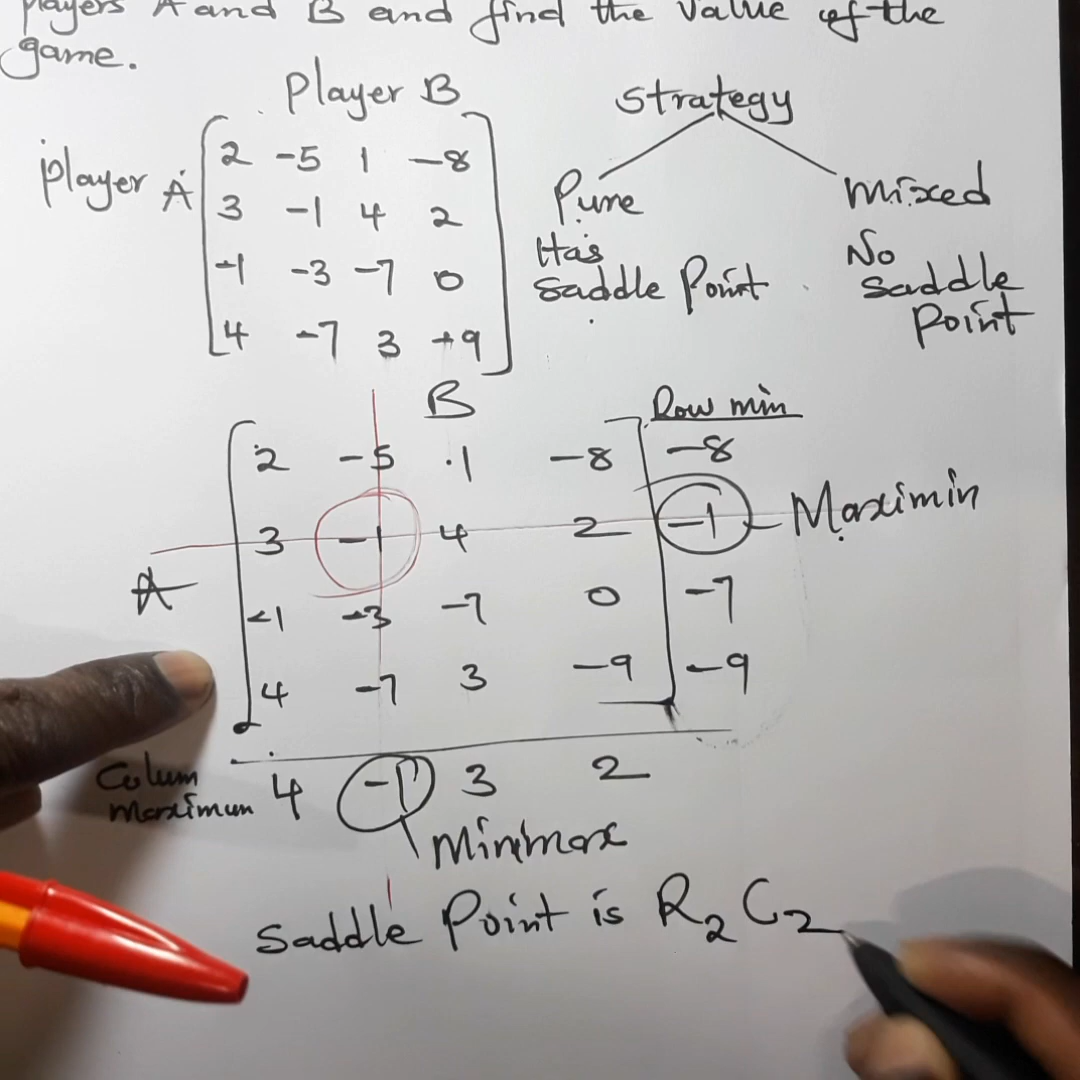 players A and B and find the value of the
game.
Player B
Strategy
player A
2 -5 1 -8
3 -1 4 2
-1 -3 -7 0
4 -7 3 +9
Pure
Has
Saddle Point
Mixed
No
Saddle
Point
B
Row min
2 -5 1 -8 -8
3 -1 4 2 -1 Maximin
A
-1 -3 -7 0 -7
4 -7 3 -9 -9
Colum
Maximum
4 -1 3 2
Minimax
Saddle Point is R2 C2